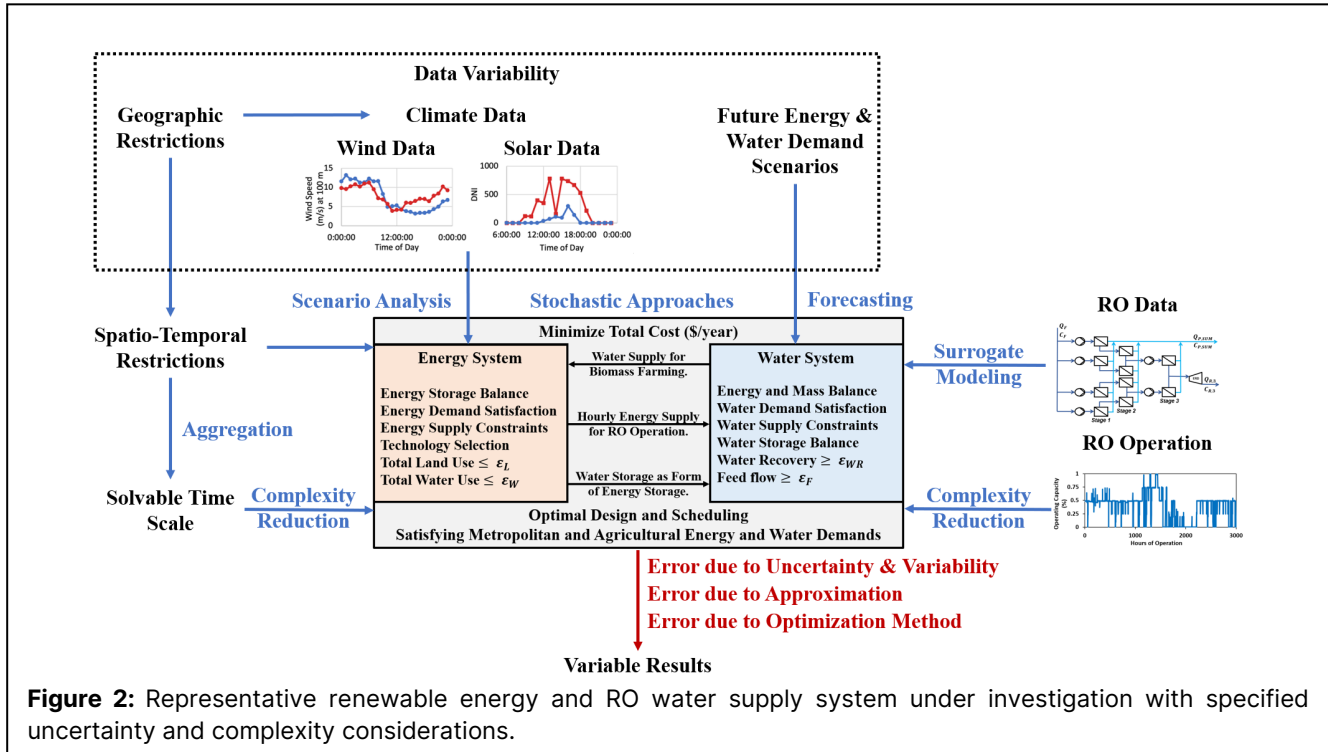 Data Variability
Geographic
Restrictions
Climate Data
Future Energy &
Water Demand
Scenarios
Wind Data
Solar Data
Wind Speed
(m/s) at 100 m
15
10
5
0
0:00:00
12:00:00
0:00:00
Time of Day
DNI
1000
500
0
6:00:00
12:00:00
18:00:00
0:00:00
Time of Day
Scenario Analysis
Stochastic Approaches
Forecasting
Spatio-Temporal
Restrictions
Aggregation
Solvable Time
Scale
Complexity
Reduction
Minimize Total Cost ($/year)
Energy System
Energy Storage Balance
Energy Demand Satisfaction
Energy Supply Constraints
Technology Selection
Total Land Use ≤ ε_L
Total Water Use ≤ ε_W
Water Supply for
Biomass Farming.
Hourly Energy Supply
for RO Operation.
Water Storage as Form
of Energy Storage.
Water System
Energy and Mass Balance
Water Demand Satisfaction
Water Supply Constraints
Water Storage Balance
Water Recovery ≥ ε_WR
Feed flow ≥ ε_F
Optimal Design and Scheduling
Satisfying Metropolitan and Agricultural Energy and Water Demands
Surrogate
Modeling
Complexity
Reduction
RO Data
Q_F
C_F
Q_P,SUM
C_P,SUM
Stage 1
Stage 2
Stage 3
RO Operation
Operating Capacity
(%)
1
0.75
0.5
0.25
0
0
1000
2000
3000
Hours of Operation
Error due to Uncertainty & Variability
Error due to Approximation
Error due to Optimization Method
Variable Results
Figure 2: Representative renewable energy and RO water supply system under investigation with specified
uncertainty and complexity considerations.